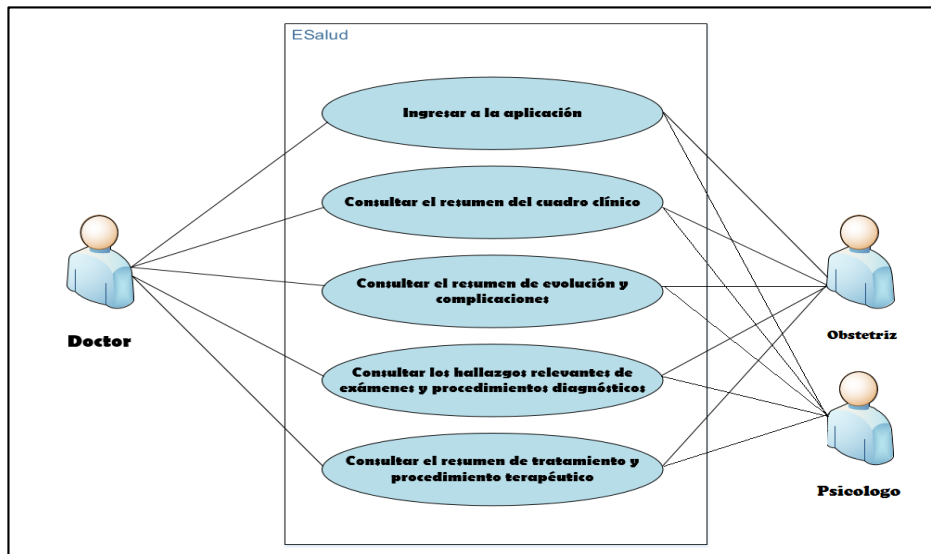 ESalud
Ingresar a la aplicación
Consultar el resumen del cuadro clínico
Consultar el resumen de evolución y
complicaciones
Doctor
Obstetriz
Consultar los hallazgos relevantes de
exámenes y procedimientos diagnósticos
Consultar el resumen de tratamiento y
procedimiento terapéutico
Psicologo